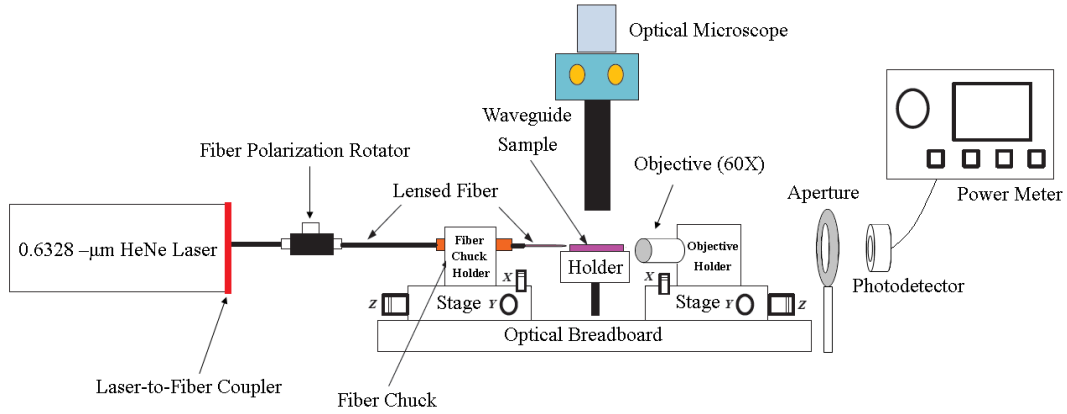 Optical Microscope
Waveguide
Sample
Fiber Polarization Rotator
Objective (60X)
Lensed Fiber
Aperture
Power Meter
0.6328 –μm HeNe Laser
Fiber
Chuck
Holder
Holder
Objective
Holder
Photodetector
X
X
Z
Stage
Y
Stage
Y
Z
Optical Breadboard
Laser-to-Fiber Coupler
Fiber Chuck